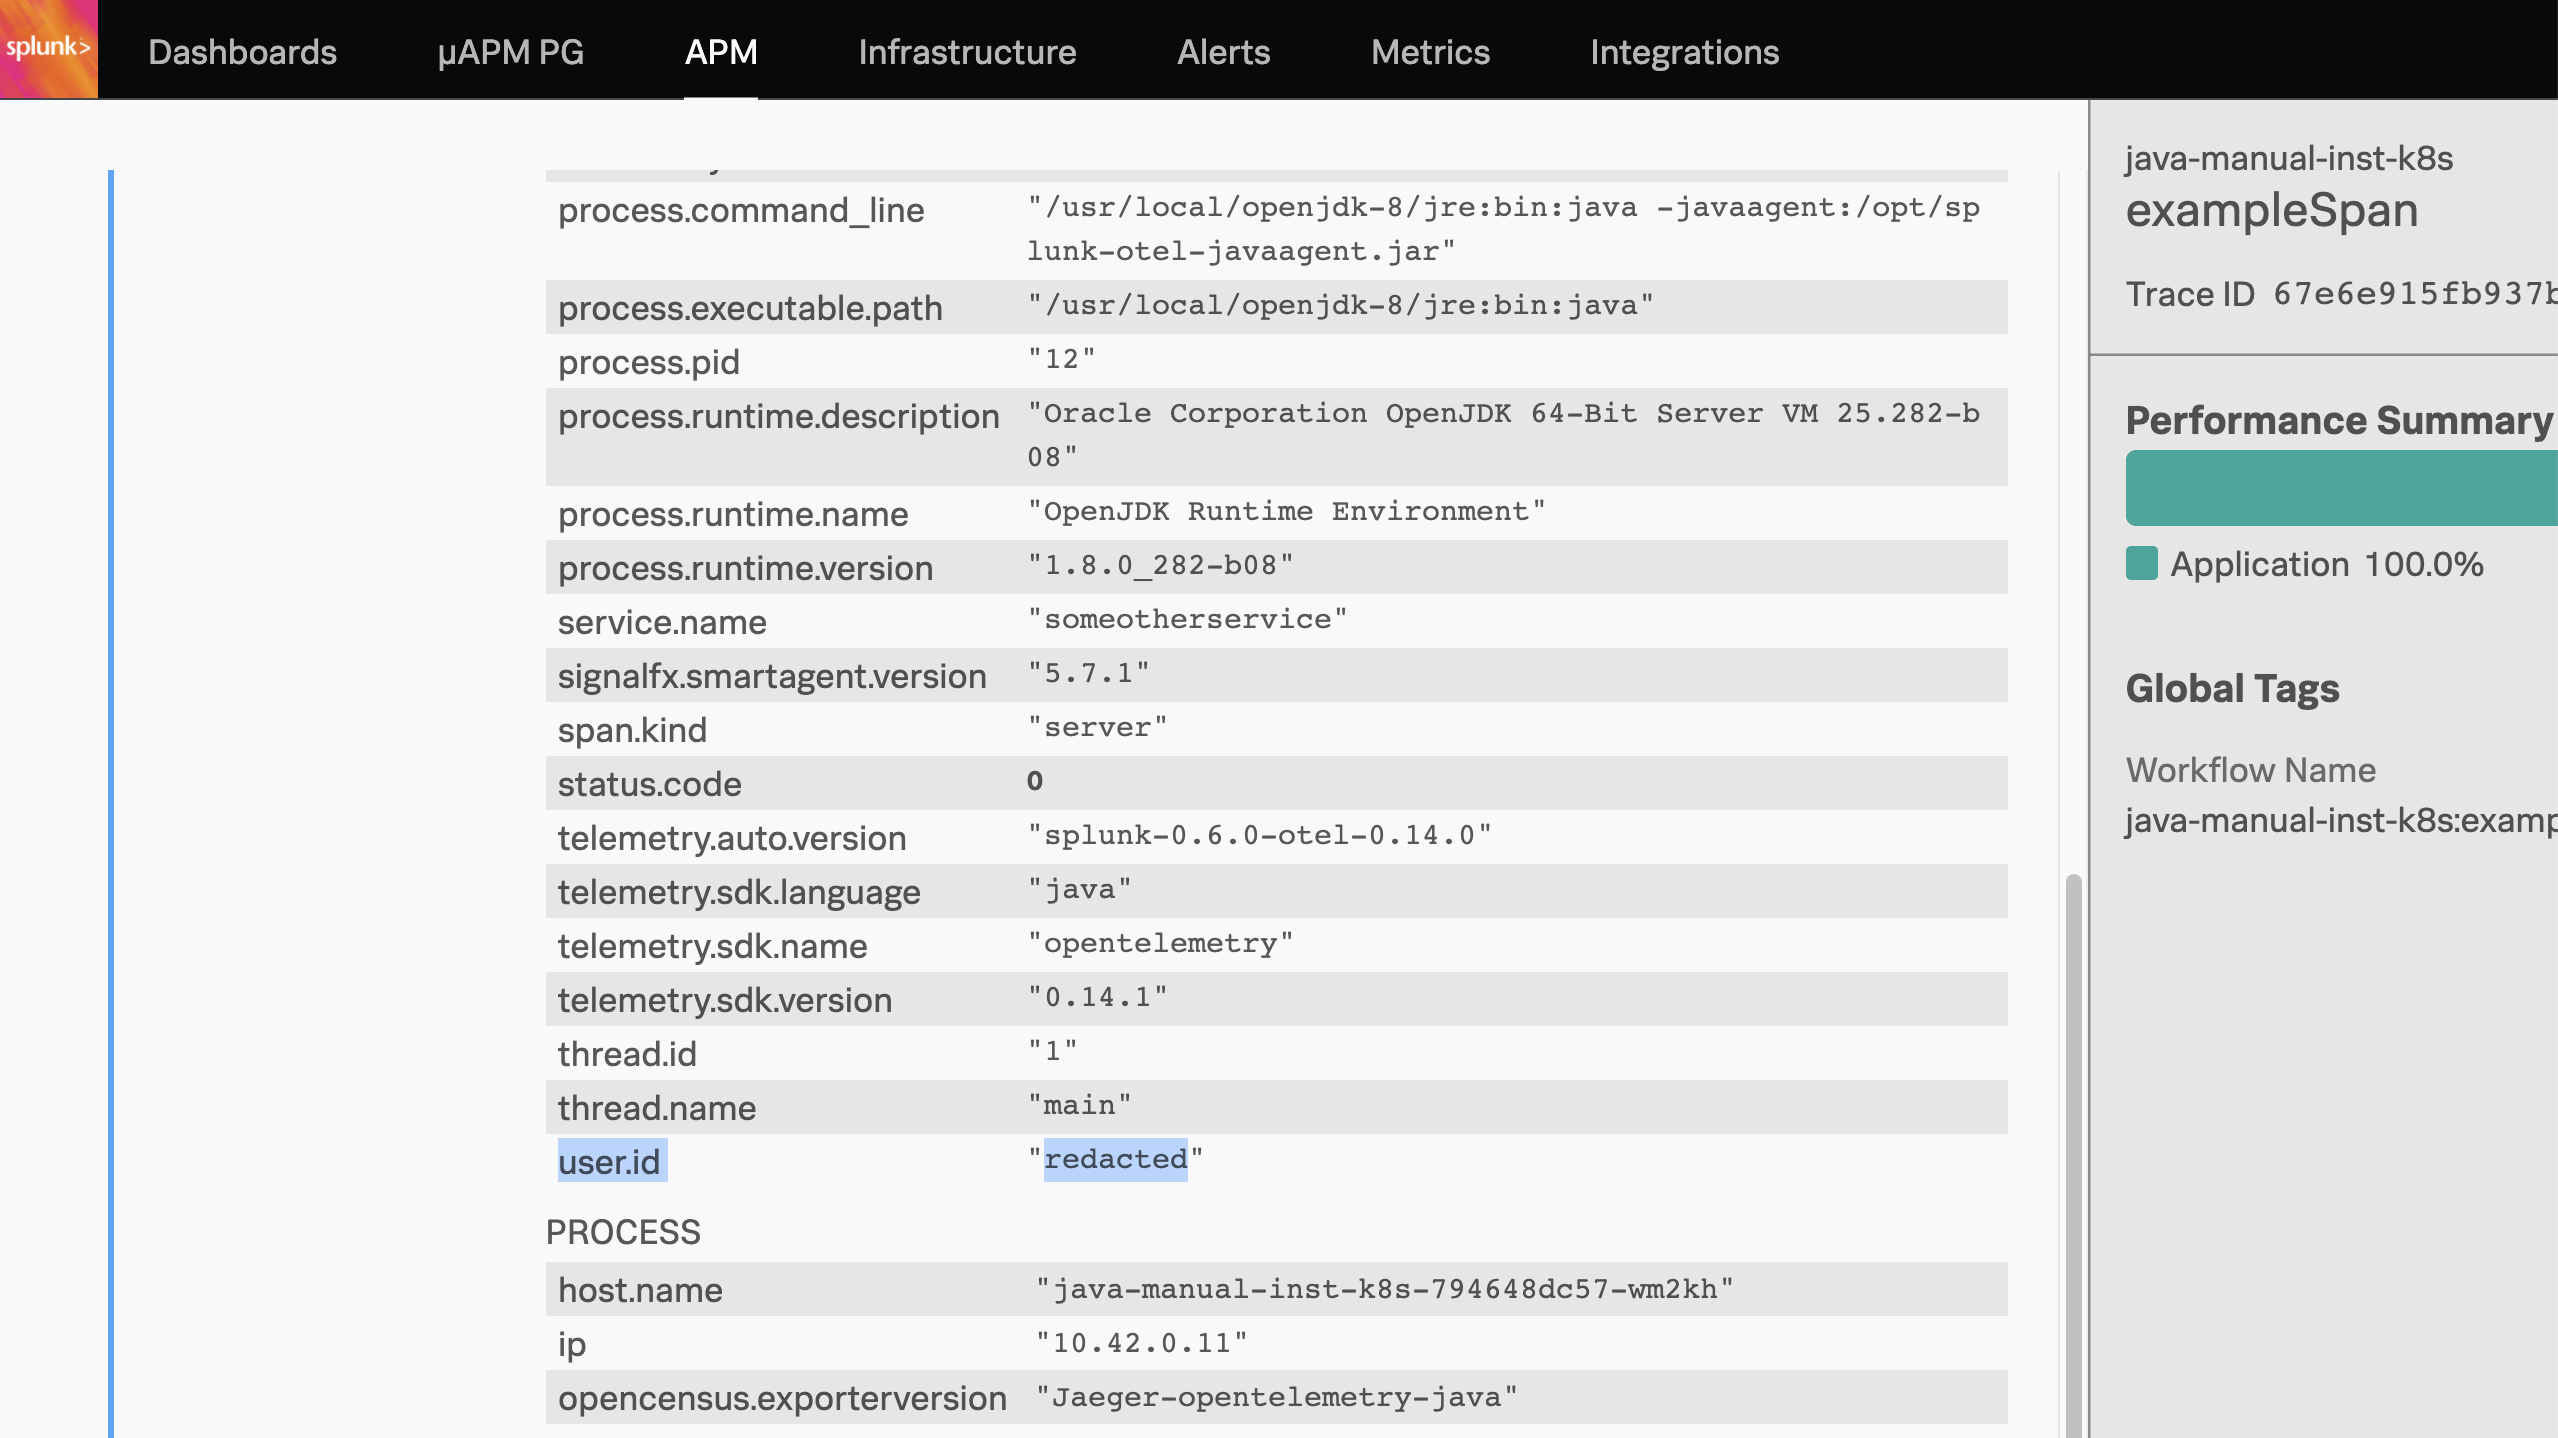 splunk>
Dashboards
µAPM PG
APM
Infrastructure
Alerts
Metrics
Integrations
process.command_line "/usr/local/openjdk-8/jre:bin:java -javaagent:/opt/sp
lunk-otel-javaagent.jar"
process.executable.path "/usr/local/openjdk-8/jre:bin:java"
process.pid "12"
process.runtime.description "Oracle Corporation OpenJDK 64-Bit Server VM 25.282-b
08"
process.runtime.name "OpenJDK Runtime Environment"
process.runtime.version "1.8.0_282-b08"
service.name "someotherservice"
signalfx.smartagent.version "5.7.1"
span.kind "server"
status.code 0
telemetry.auto.version "splunk-0.6.0-otel-0.14.0"
telemetry.sdk.language "java"
telemetry.sdk.name "opentelemetry"
telemetry.sdk.version "0.14.1"
thread.id "1"
thread.name "main"
user.id "redacted"
PROCESS
host.name "java-manual-inst-k8s-794648dc57-wm2kh"
ip "10.42.0.11"
opencensus.exporterversion "Jaeger-opentelemetry-java"
java-manual-inst-k8s
exampleSpan
Trace ID 67e6e915fb937b
Performance Summary
Application 100.0%
Global Tags
Workflow Name
java-manual-inst-k8s:examp